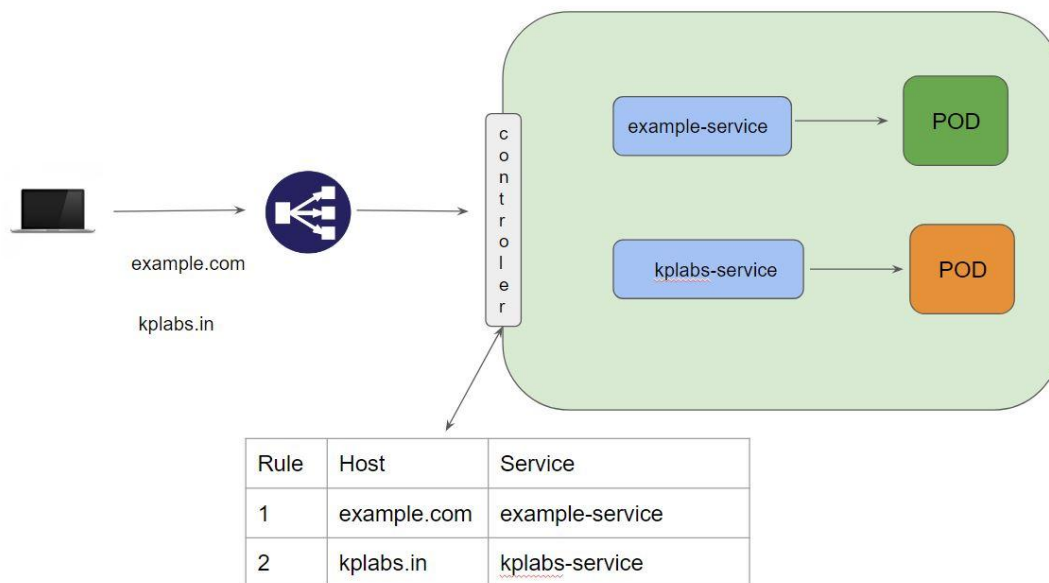 example.com
kplabs.in
controler
example-service
POD
kplabs-service
POD
Rule Host Service
1 example.com example-service
2 kplabs.in kplabs-service